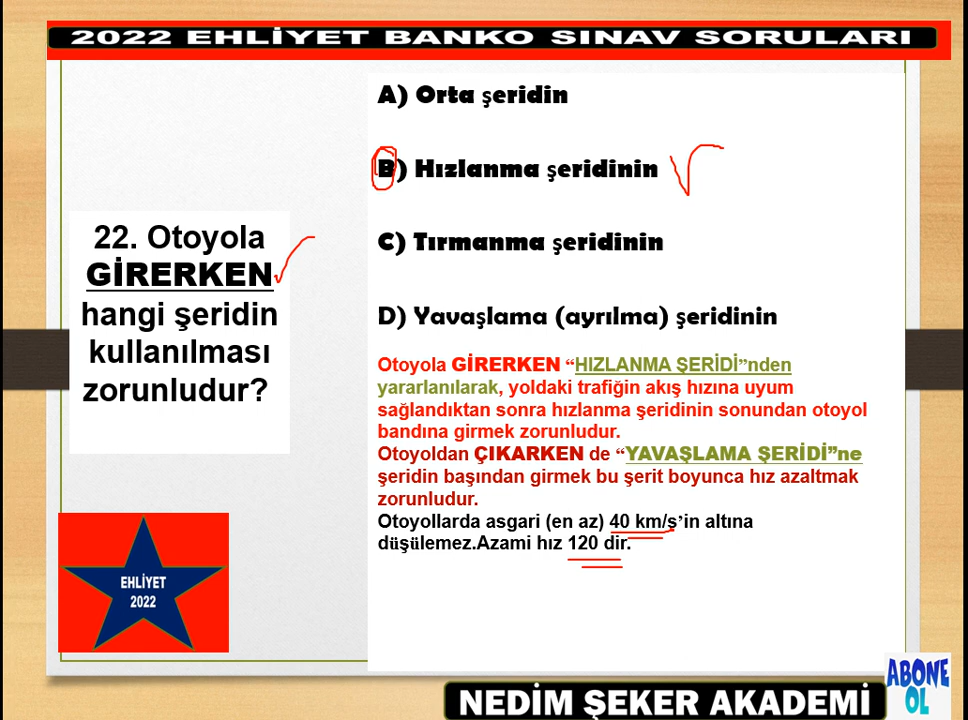 2022 EHLİYET BANKO SINAV SORULARI
22. Otoyola
GİRERKEN
hangi şeridin
kullanılması
zorunludur?
A) Orta şeridin
B) Hızlanma şeridinin
C) Tırmanma şeridinin
D) Yavaşlama (ayrılma) şeridinin
Otoyola GİRERKEN “HIZLANMA ŞERİDİ”nden
yararlanılarak, yoldaki trafiğin akış hızına uyum
sağlandıktan sonra hızlanma şeridinin sonundan otoyol
bandına girmek zorunludur.
Otoyoldan ÇIKARKEN de “YAVAŞLAMA ŞERİDİ”ne
şeridin başından girmek bu şerit boyunca hız azaltmak
zorunludur.
Otoyollarda asgari (en az) 40 km/s’in altına
düşülemez.Azami hız 120 dir.
EHLİYET
2022
NEDİM ŞEKER AKADEMİ
ABONE
OL